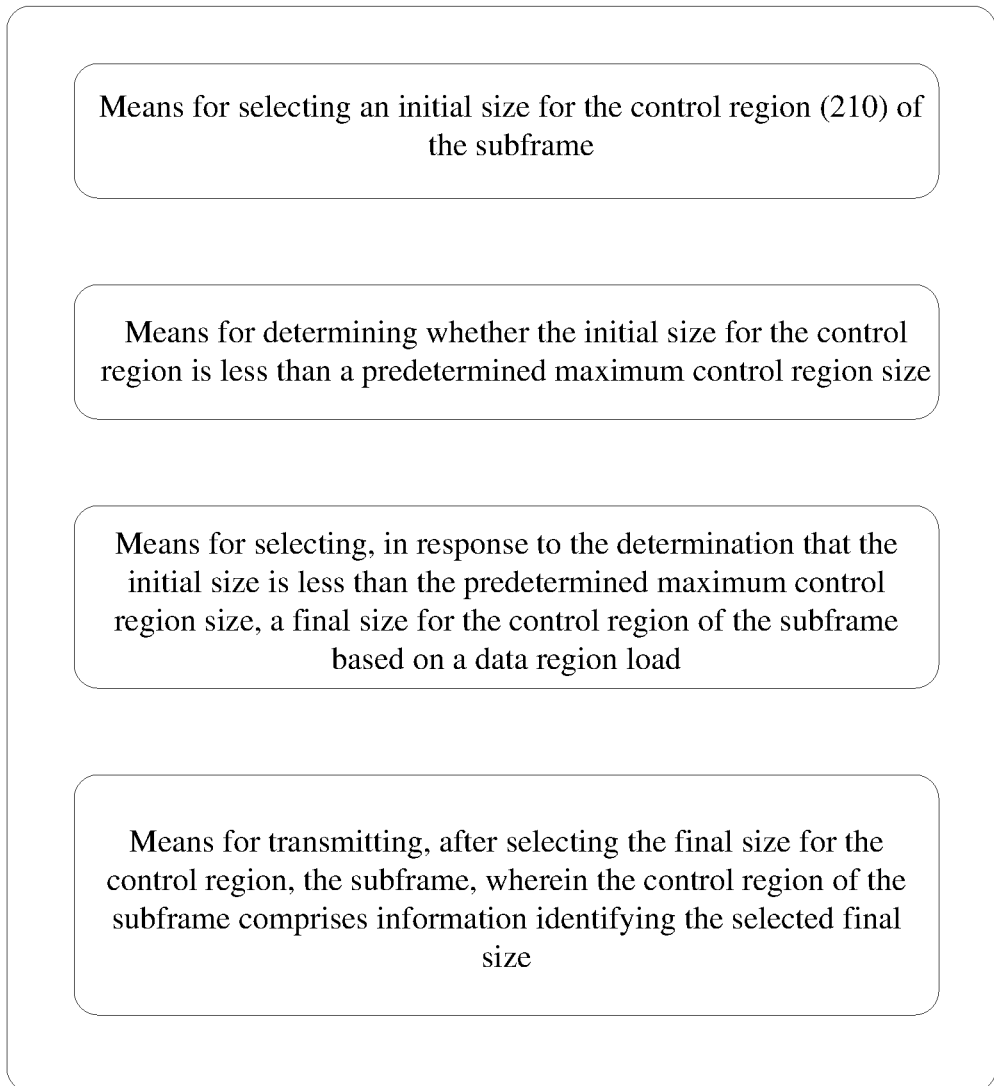 Means for selecting an initial size for the control region (210) of
the subframe
Means for determining whether the initial size for the control
region is less than a predetermined maximum control region size
Means for selecting, in response to the determination that the
initial size is less than the predetermined maximum control
region size, a final size for the control region of the subframe
based on a data region load
Means for transmitting, after selecting the final size for the
control region, the subframe, wherein the control region of the
subframe comprises information identifying the selected final
size